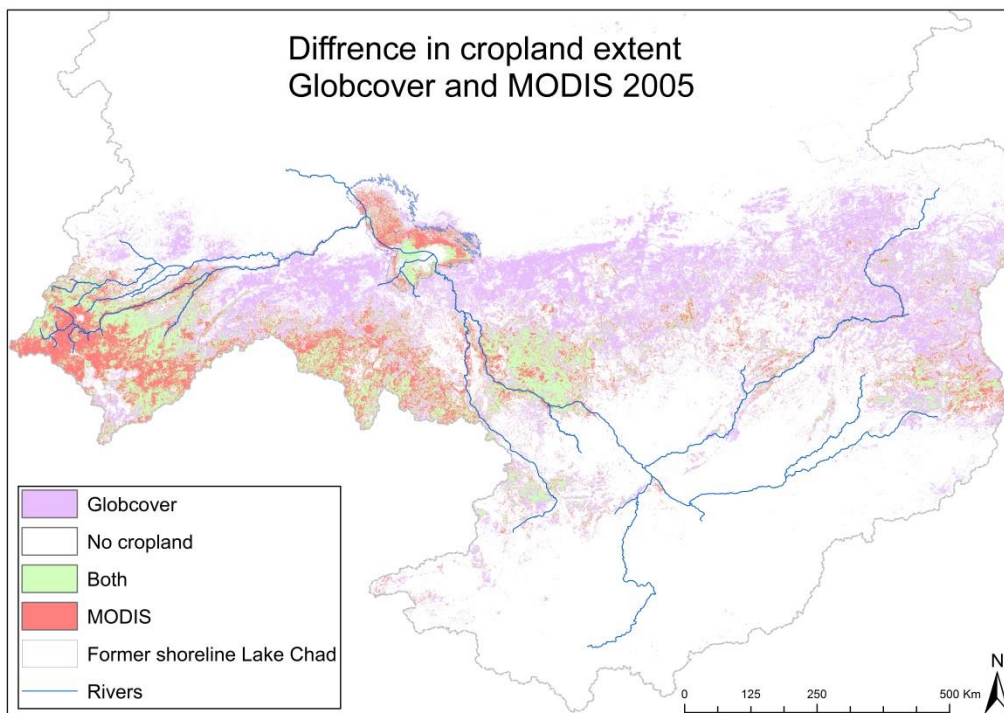 Diffrence in cropland extent
Globcover and MODIS 2005
Globcover
No cropland
Both
MODIS
Former shoreline Lake Chad
Rivers
N
0 125 250 500 Km